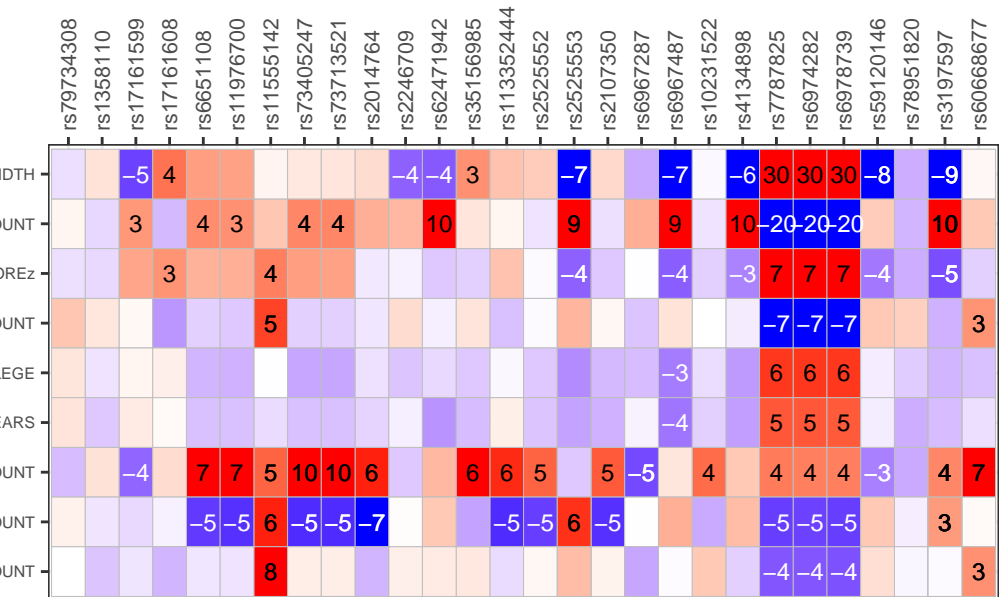 rs79734308
rs1358110
rs17161599
rs17161608
rs6651108
rs11976700
rs11555142
rs73405247
rs73713521
rs2014764
rs2246709
rs62471942
rs35156985
rs113352444
rs2525552
rs2525553
rs2107350
rs6967287
rs6967487
rs10231522
rs4134898
rs7787825
rs6974282
rs6978739
rs59120146
rs78951820
rs3197597
rs60668677
IDTH −5 4 −4 −4 3 −7 −7 −6 30 30 30 −8 −9
OUNT 3 4 3 4 4 10 9 9 10 −20 −20 −20 10
OREz 3 4 −4 −4 −3 7 7 7 −4 −5
OUNT 5 −7 −7 −7 3
LEGE −3 6 6 6
EARS −4 5 5 5
OUNT −4 7 7 5 10 10 6 6 6 5 5 −5 4 4 4 4 −3 4 7
OUNT −5 −5 6 −5 −5 −7 −5 −5 6 −5 −5 −5 −5 3
OUNT 8 −4 −4 −4 3